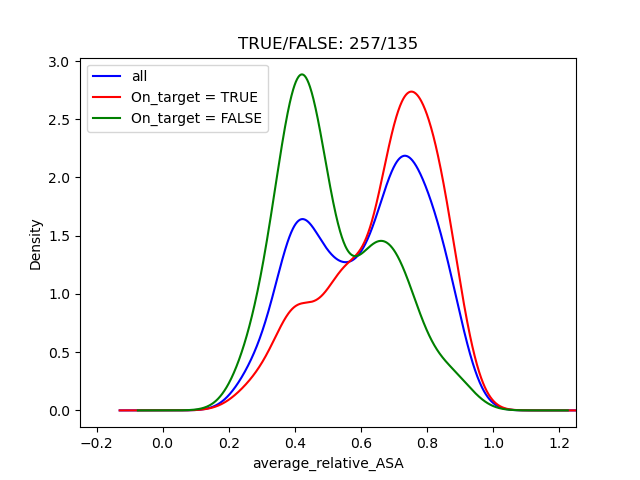 TRUE/FALSE: 257/135
all
On_target = TRUE
On_target = FALSE
3.0
2.5
2.0
1.5
1.0
0.5
0.0
Density
−0.2 0.0 0.2 0.4 0.6 0.8 1.0 1.2
average_relative_ASA